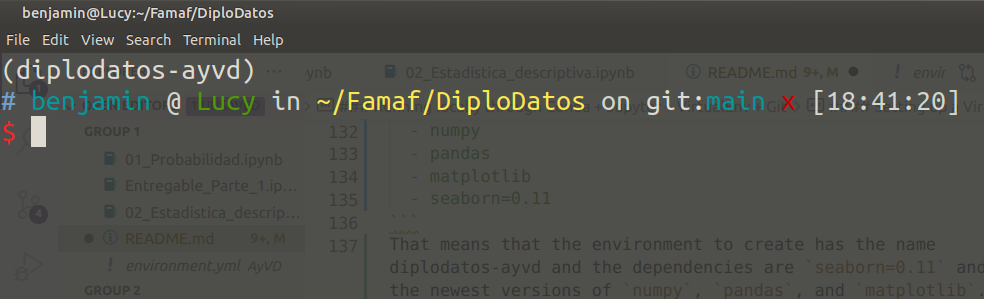 benjamin@Lucy:~/Famaf/DiploDatos
File Edit View Search Terminal Help
(diplodatos-ayvd)
# benjamin @ Lucy in ~/Famaf/DiploDatos on git:main x [18:41:20]
$
ynb 02_Estadistica_descriptiva.ipynb README.md 9+, M envir
GROUP 1
01_Probabilidad.ipynb
Entregable_Parte_1.ip...
02_Estadistica_descrip...
README.md 9+, M
environment.yml AyVD
GROUP 2
4
132 - numpy
133 - pandas
134 - matplotlib
135 - seaborn=0.11
136 ```
137 That means that the environment to create has the name
diplodatos-ayvd and the dependencies are `seaborn=0.11` and
the newest versions of `numpy`, `pandas`, and `matplotlib`.